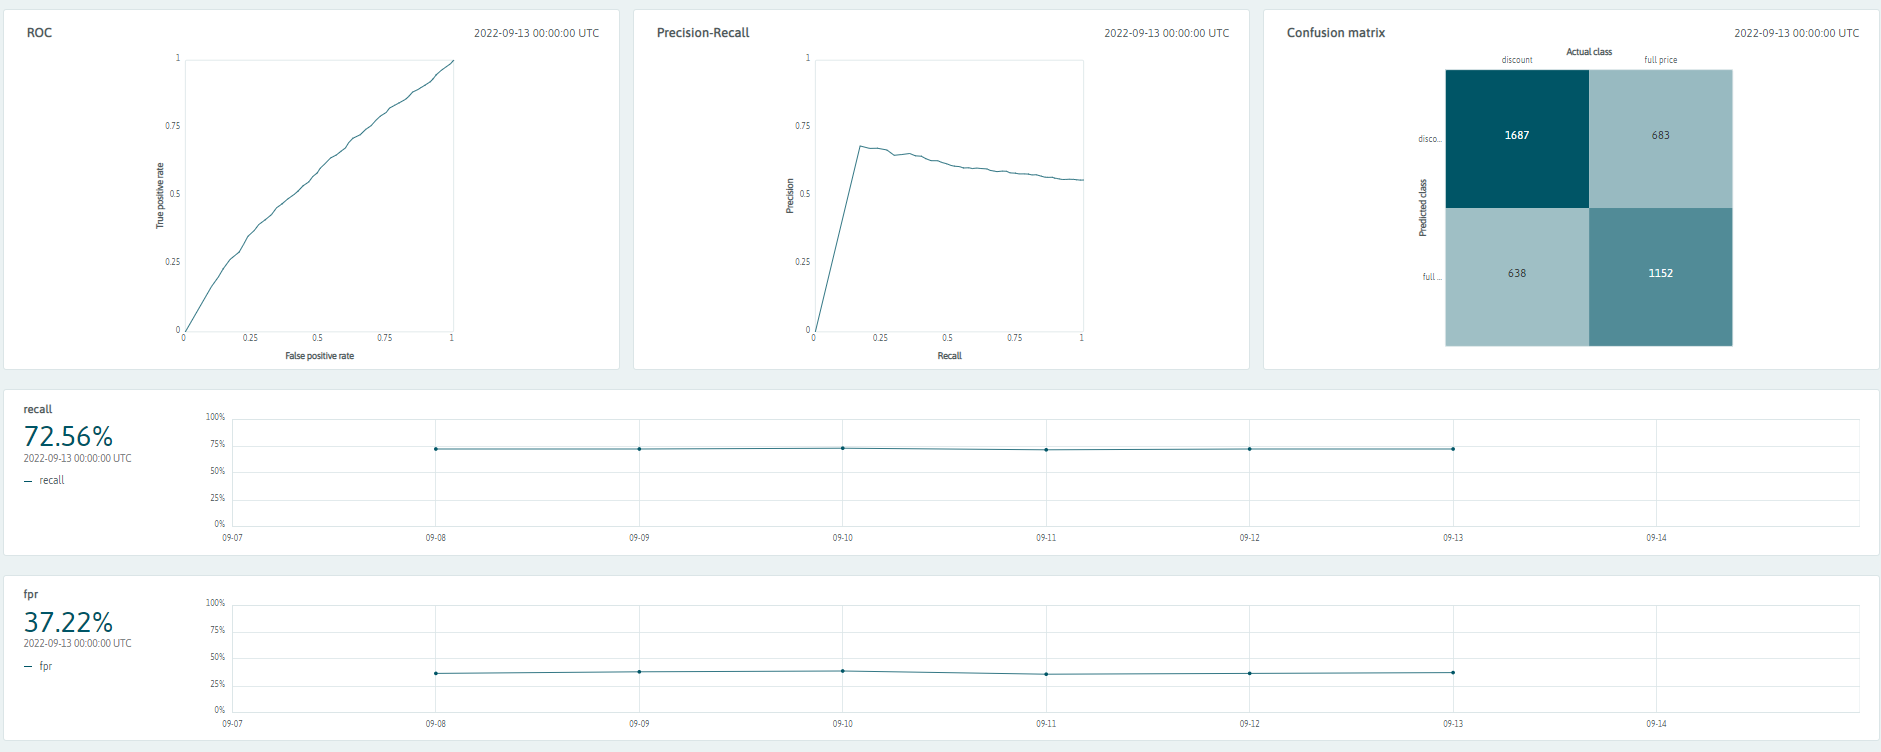 ROC
2022-09-13 00:00:00 UTC
1
0.75
0.5
0.25
0
True positive rate
0
0.25
0.5
0.75
1
False positive rate
Precision-Recall
2022-09-13 00:00:00 UTC
1
0.75
0.5
0.25
0
Precision
0
0.25
0.5
0.75
1
Recall
Confusion matrix
2022-09-13 00:00:00 UTC
Actual class
discount
full price
disco...
1687
683
Predicted class
full ...
638
1152
recall
72.56%
2022-09-13 00:00:00 UTC
recall
100%
75%
50%
25%
0%
09-07
09-08
09-09
09-10
09-11
09-12
09-13
09-14
fpr
37.22%
2022-09-13 00:00:00 UTC
fpr
100%
75%
50%
25%
0%
09-07
09-08
09-09
09-10
09-11
09-12
09-13
09-14